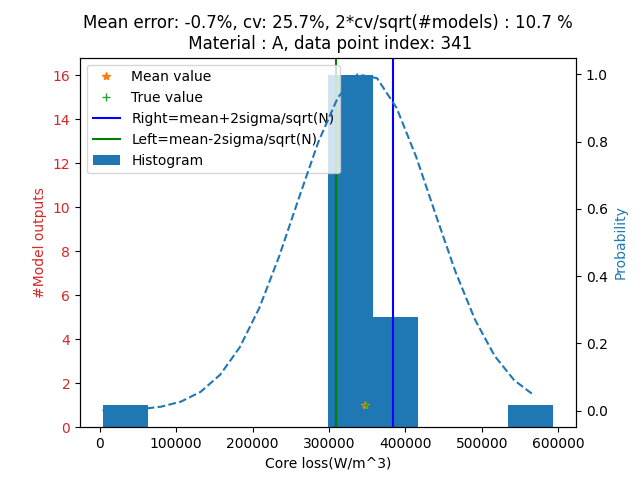 Mean error: -0.7%, cv: 25.7%, 2*cv/sqrt(#models) : 10.7 %
Material : A, data point index: 341
Mean value
True value
Right=mean+2sigma/sqrt(N)
Left=mean-2sigma/sqrt(N)
Histogram
#Model outputs
16
14
12
10
8
6
4
2
0
1.0
0.8
0.6
0.4
0.2
0.0
Probability
0 100000 200000 300000 400000 500000 600000
Core loss(W/m^3)